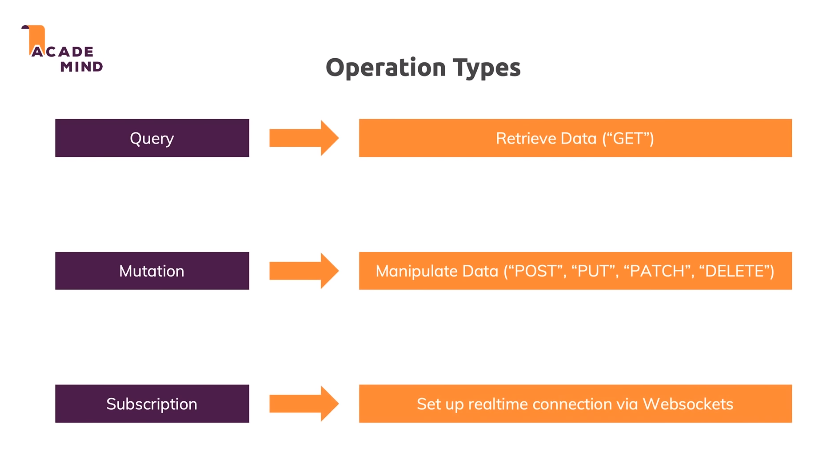 ACADE
MIND
Operation Types
Query
Retrieve Data (“GET”)
Mutation
Manipulate Data (“POST”, “PUT”, “PATCH”, “DELETE”)
Subscription
Set up realtime connection via Websockets